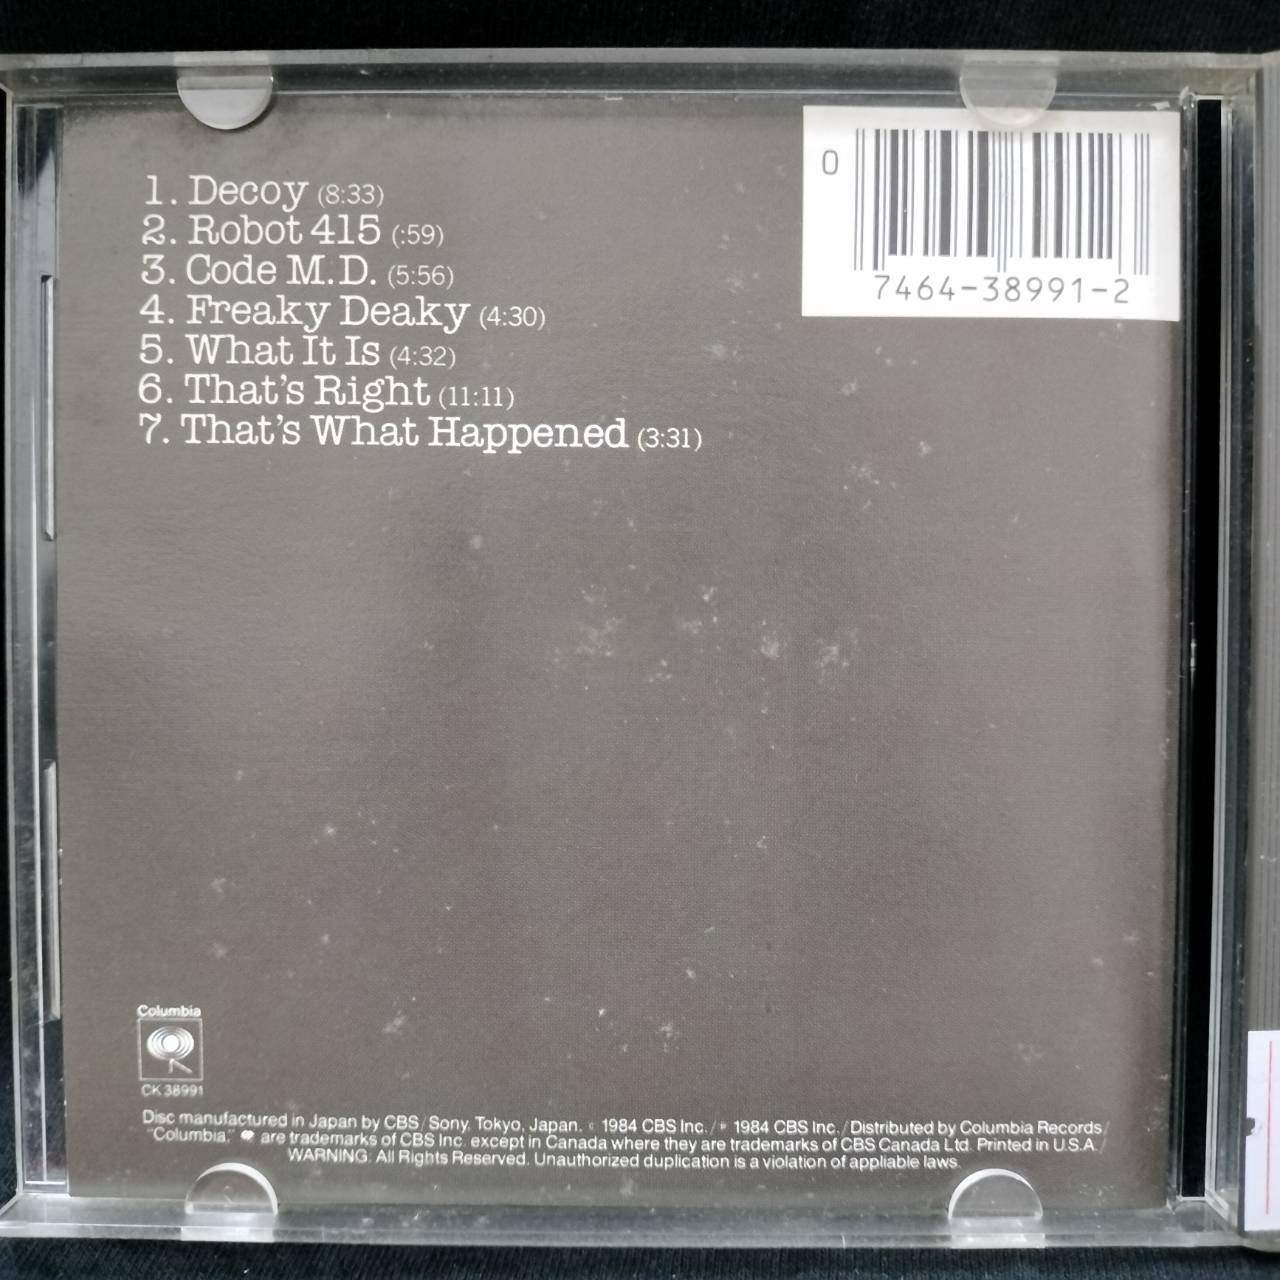 1. Decoy (8:33)
2. Robot 415 (:59)
3. Code M.D. (5:56)
4. Freaky Deaky (4:30)
5. What It Is (4:32)
6. That's Right (11:11)
7. That's What Happened (3:31)
0
7464-38991-2
Columbia
CK 38991
Disc manufactured in Japan by CBS/Sony, Tokyo, Japan. © 1984 CBS Inc./℗ 1984 CBS Inc./Distributed by Columbia Records/
"Columbia," are trademarks of CBS Inc. except in Canada where they are trademarks of CBS Canada Ltd. Printed in U.S.A./
WARNING: All Rights Reserved. Unauthorized duplication is a violation of appliable laws.